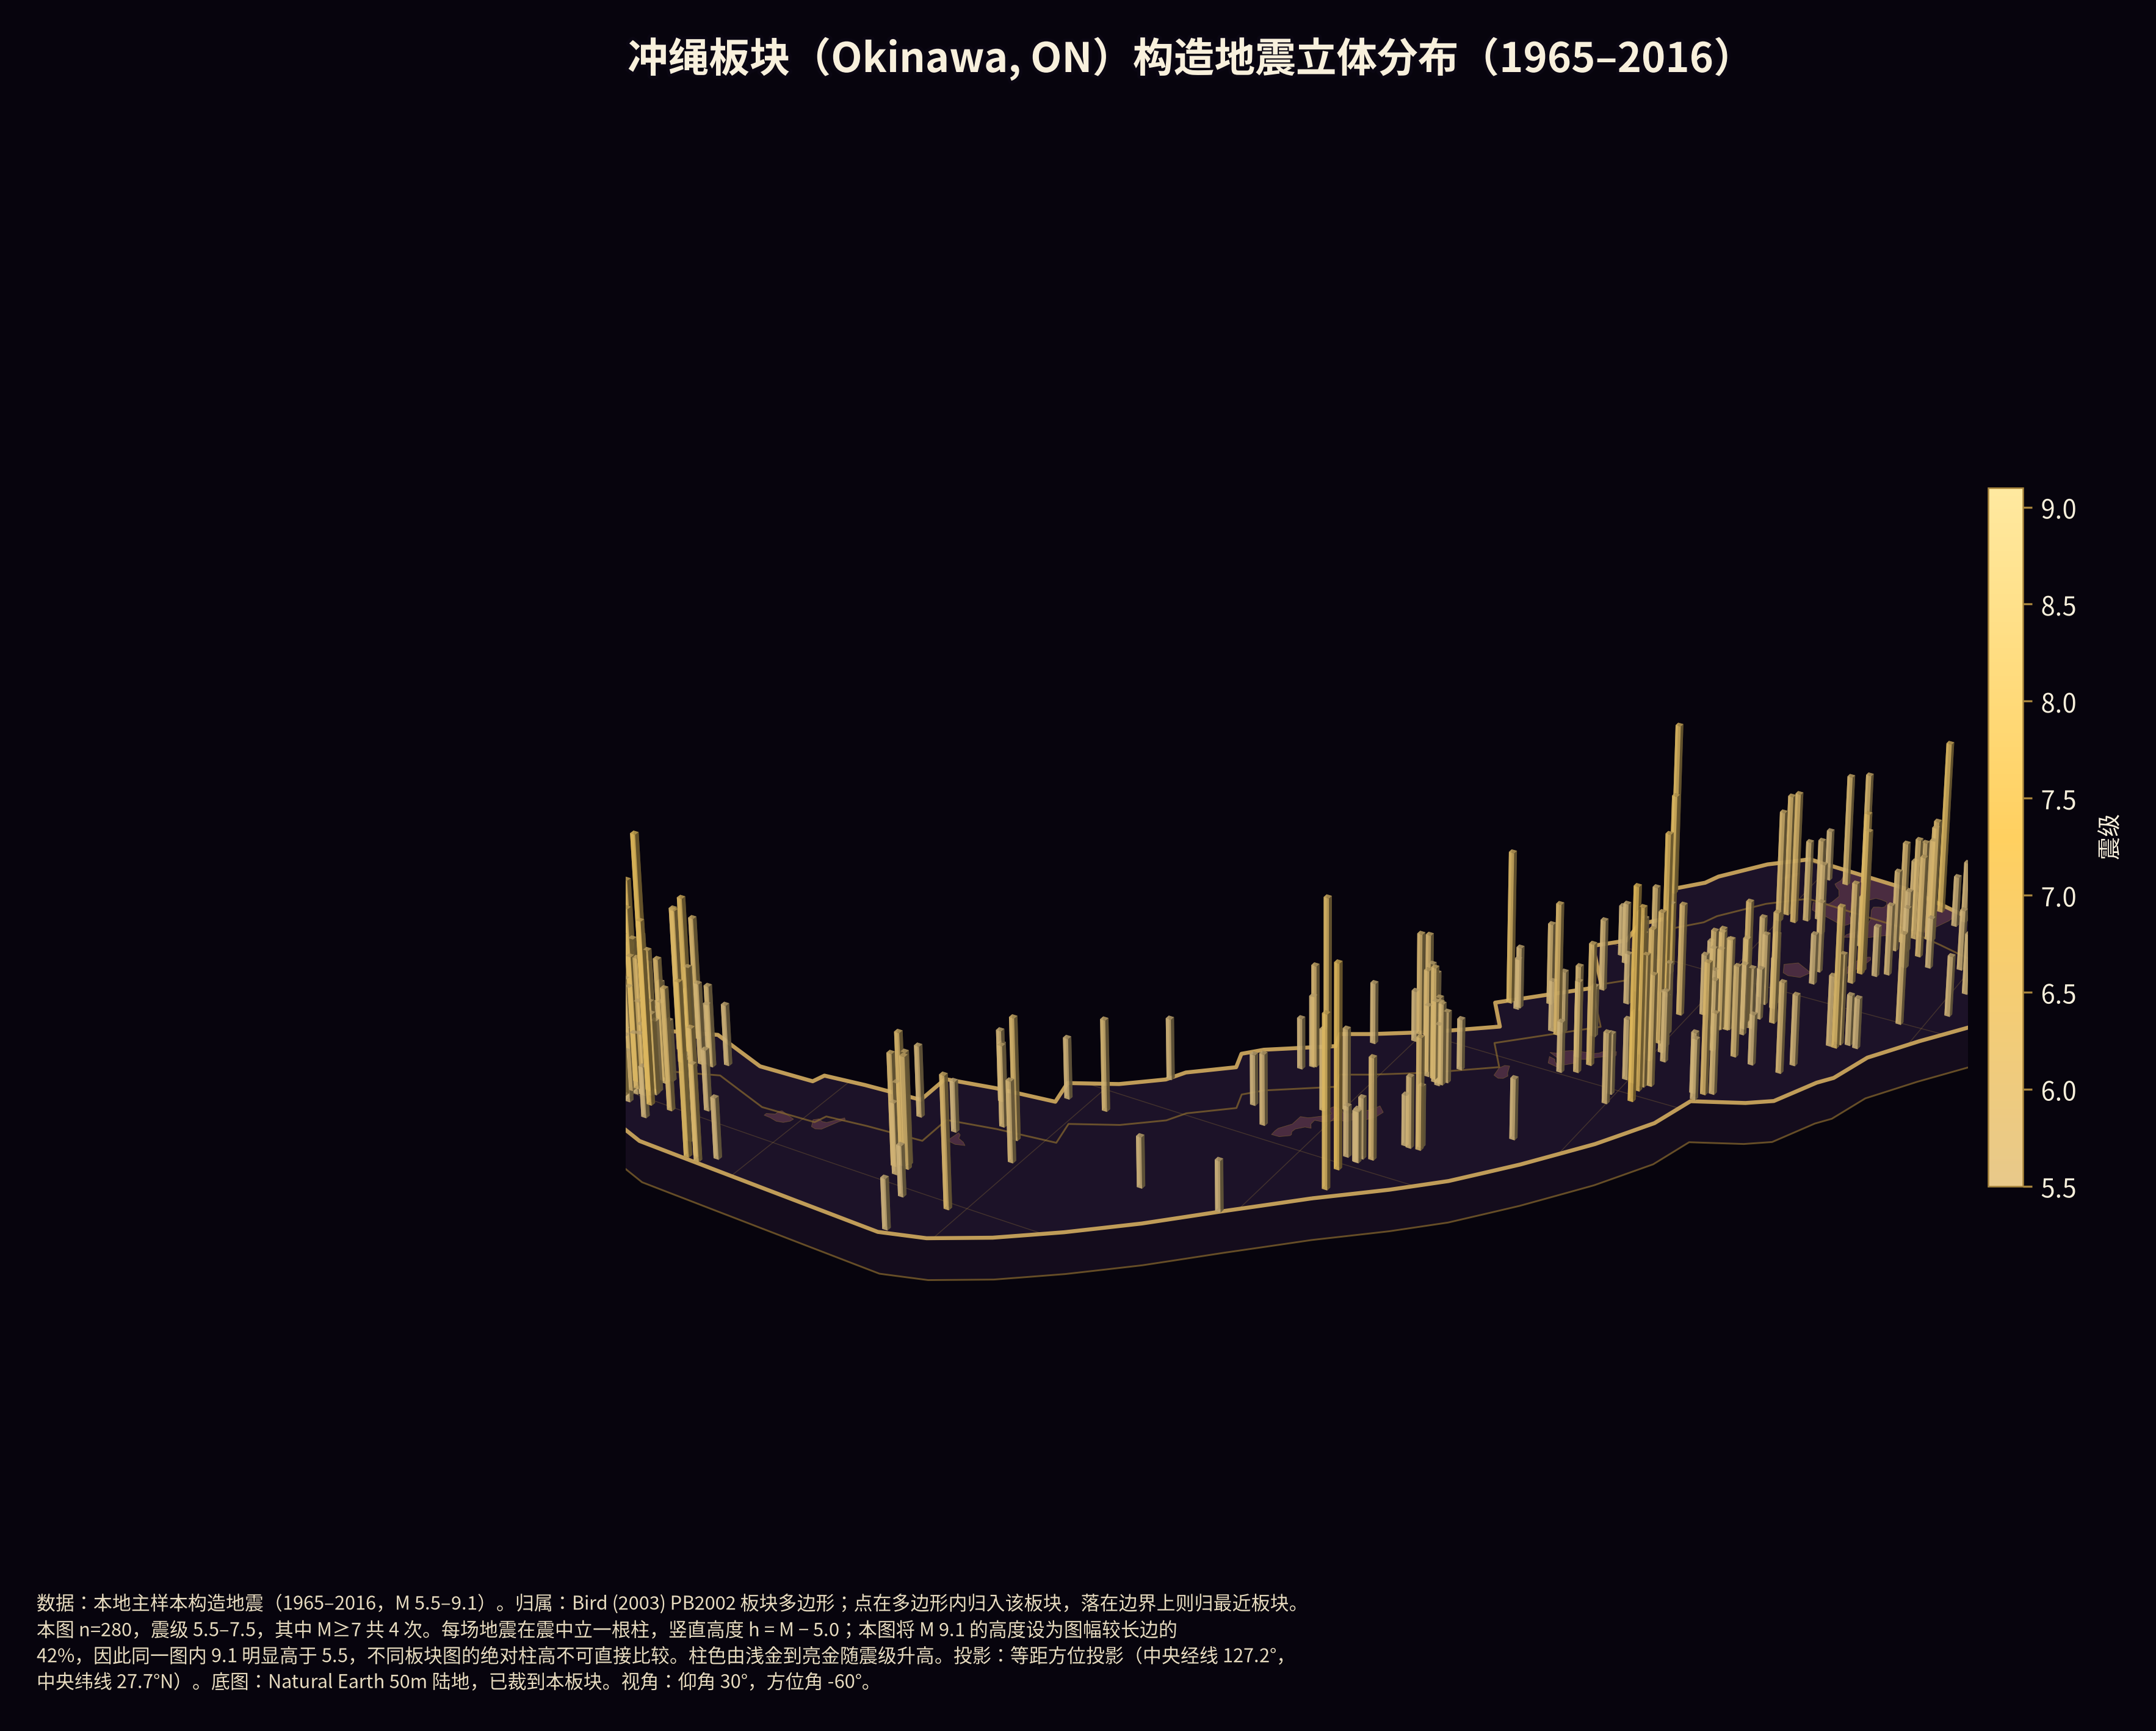 冲绳板块（Okinawa, ON）构造地震立体分布（1965–2016）
9.0
8.5
8.0
7.5
7.0
6.5
6.0
5.5
震级
数据：本地主样本构造地震（1965–2016，M 5.5–9.1）。归属：Bird (2003) PB2002 板块多边形；点在多边形内归入该板块，落在边界上则归最近板块。
本图 n=280，震级 5.5–7.5，其中 M≥7 共 4 次。每场地震在震中立一根柱，竖直高度 h = M − 5.0；本图将 M 9.1 的高度设为图幅较长边的
42%，因此同一图内 9.1 明显高于 5.5，不同板块图的绝对柱高不可直接比较。柱色由浅金到亮金随震级升高。投影：等距方位投影（中央经线 127.2°，
中央纬线 27.7°N）。底图：Natural Earth 50m 陆地，已裁到本板块。视角：仰角 30°，方位角 -60°。